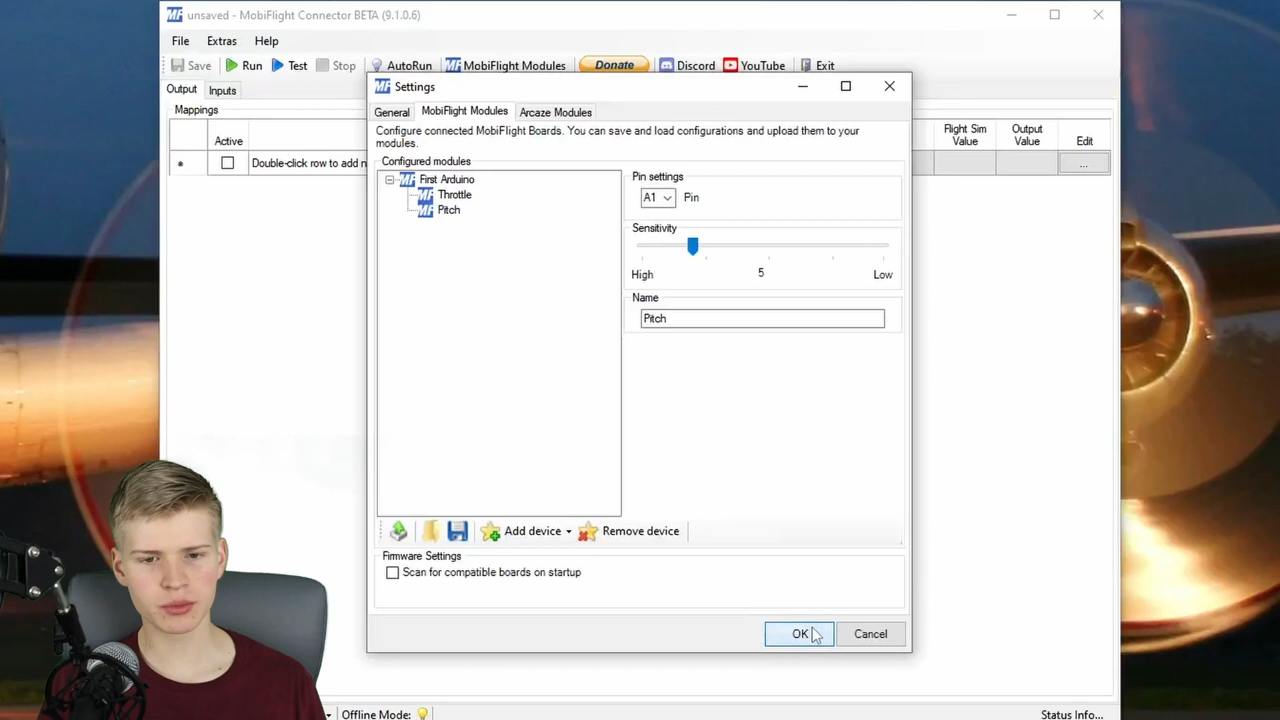 unsaved - MobiFlight Connector BETA (9.1.0.6)
File Extras Help
Save Run Test Stop AutoRun MobiFlight Modules Donate Discord YouTube Exit
Output Inputs
Mappings
Active Flight Sim Value Output Value Edit
* Double-click row to add n ...
Settings
General MobiFlight Modules Arcaze Modules
Configure connected MobiFlight Boards. You can save and load configurations and upload them to your
modules.
Configured modules
First Arduino
Throttle
Pitch
Pin settings
A1 Pin
Sensitivity
High 5 Low
Name
Pitch
Add device Remove device
Firmware Settings
Scan for compatible boards on startup
OK Cancel
Offline Mode: Status Info...